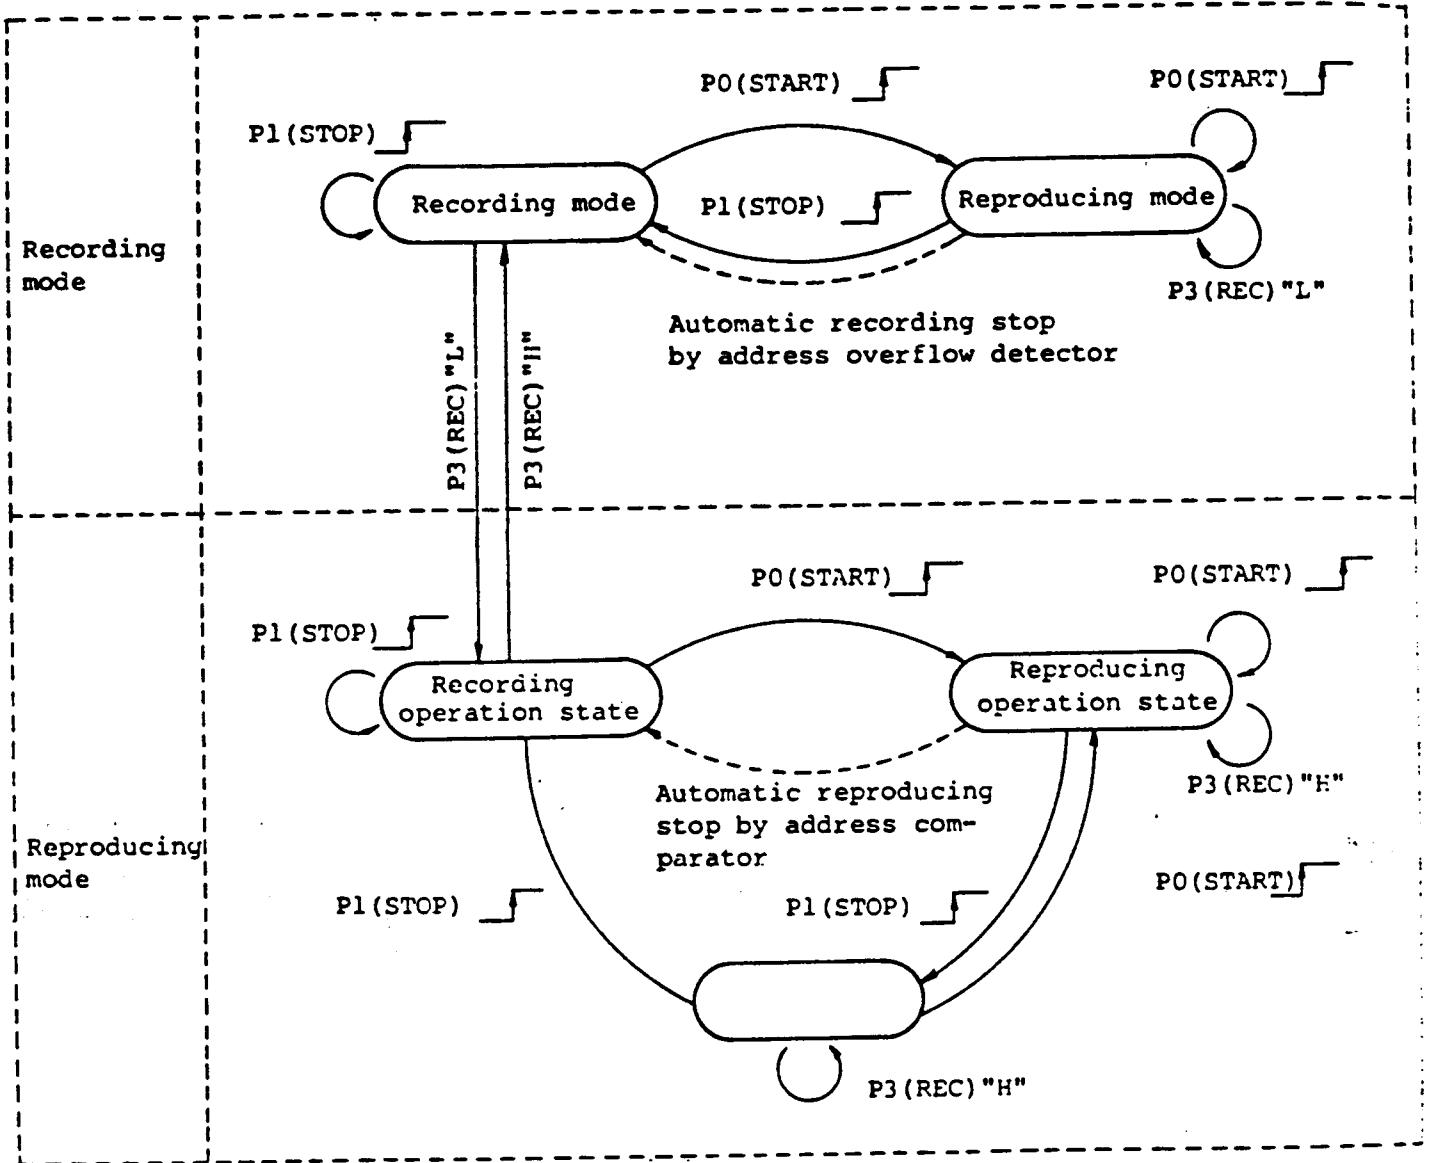 P0(START)
P0(START)
P1(STOP)
Recording mode
P1(STOP)
Reproducing mode
Recording
mode
P3(REC)"L"
Automatic recording stop
by address overflow detector
P3(REC)"L"
P3(REC)"H"
P0(START)
P0(START)
P1(STOP)
Recording
operation state
Reproducing
operation state
P3(REC)"H"
Automatic reproducing
stop by address com-
parator
Reproducing
mode
P0(START)
P1(STOP)
P1(STOP)
P3(REC)"H"